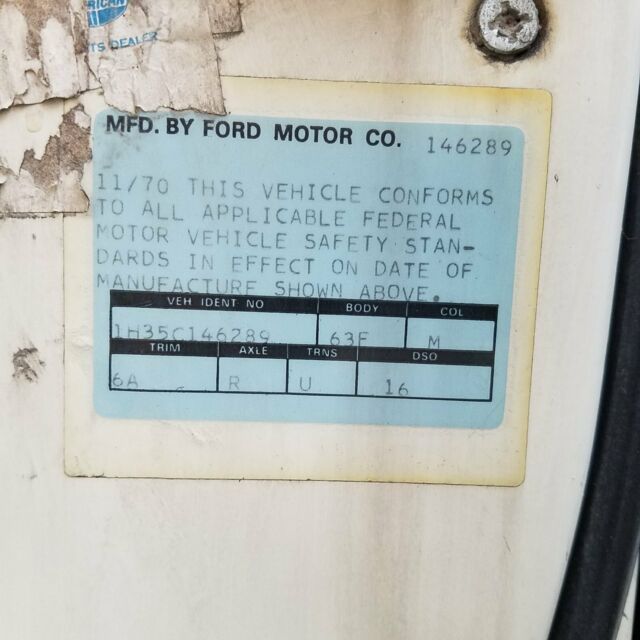 RICAN
TS DEALER
MFD. BY FORD MOTOR CO. 146289
11/70 THIS VEHICLE CONFORMS
TO ALL APPLICABLE FEDERAL
MOTOR VEHICLE SAFETY STAN-
DARDS IN EFFECT ON DATE OF
MANUFACTURE SHOWN ABOVE.
VEH IDENT NO BODY COL
1H35C146289 63F M
TRIM AXLE TRNS DSO
6A R U 16